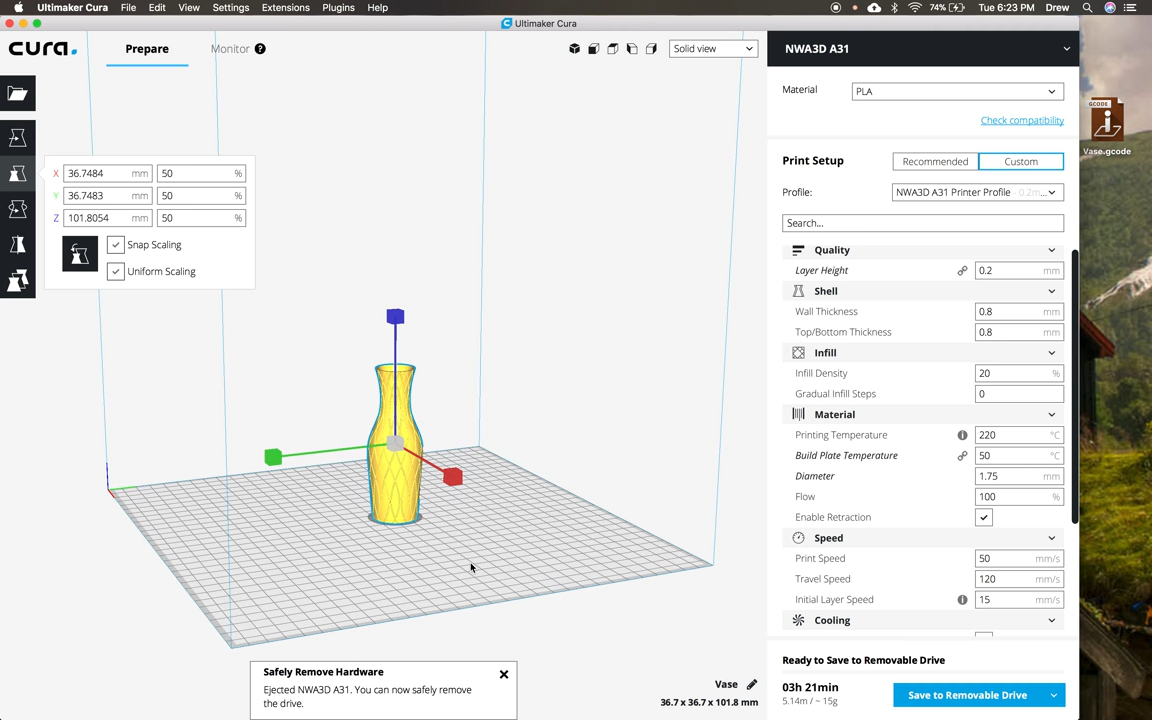 Ultimaker Cura File Edit View Settings Extensions Plugins Help 74% Tue 6:23 PM Drew
Ultimaker Cura
cura.
Prepare Monitor ?
Solid view
NWA3D A31
Material PLA
Check compatibility
X 36.7484 mm 50 %
Y 36.7483 mm 50 %
Z 101.8054 mm 50 %
Snap Scaling
Uniform Scaling
Print Setup Recommended Custom
Profile: NWA3D A31 Printer Profile - 0.2m...
Search...
Quality
Layer Height 0.2 mm
Shell
Wall Thickness 0.8 mm
Top/Bottom Thickness 0.8 mm
Infill
Infill Density 20 %
Gradual Infill Steps 0
Material
Printing Temperature 220 °C
Build Plate Temperature 50 °C
Diameter 1.75 mm
Flow 100 %
Enable Retraction
Speed
Print Speed 50 mm/s
Travel Speed 120 mm/s
Initial Layer Speed 15 mm/s
Cooling
Safely Remove Hardware
Ejected NWA3D A31. You can now safely remove
the drive.
Vase
36.7 x 36.7 x 101.8 mm
Ready to Save to Removable Drive
03h 21min
5.14m / ~ 15g
Save to Removable Drive
GCODE
Vase.gcode